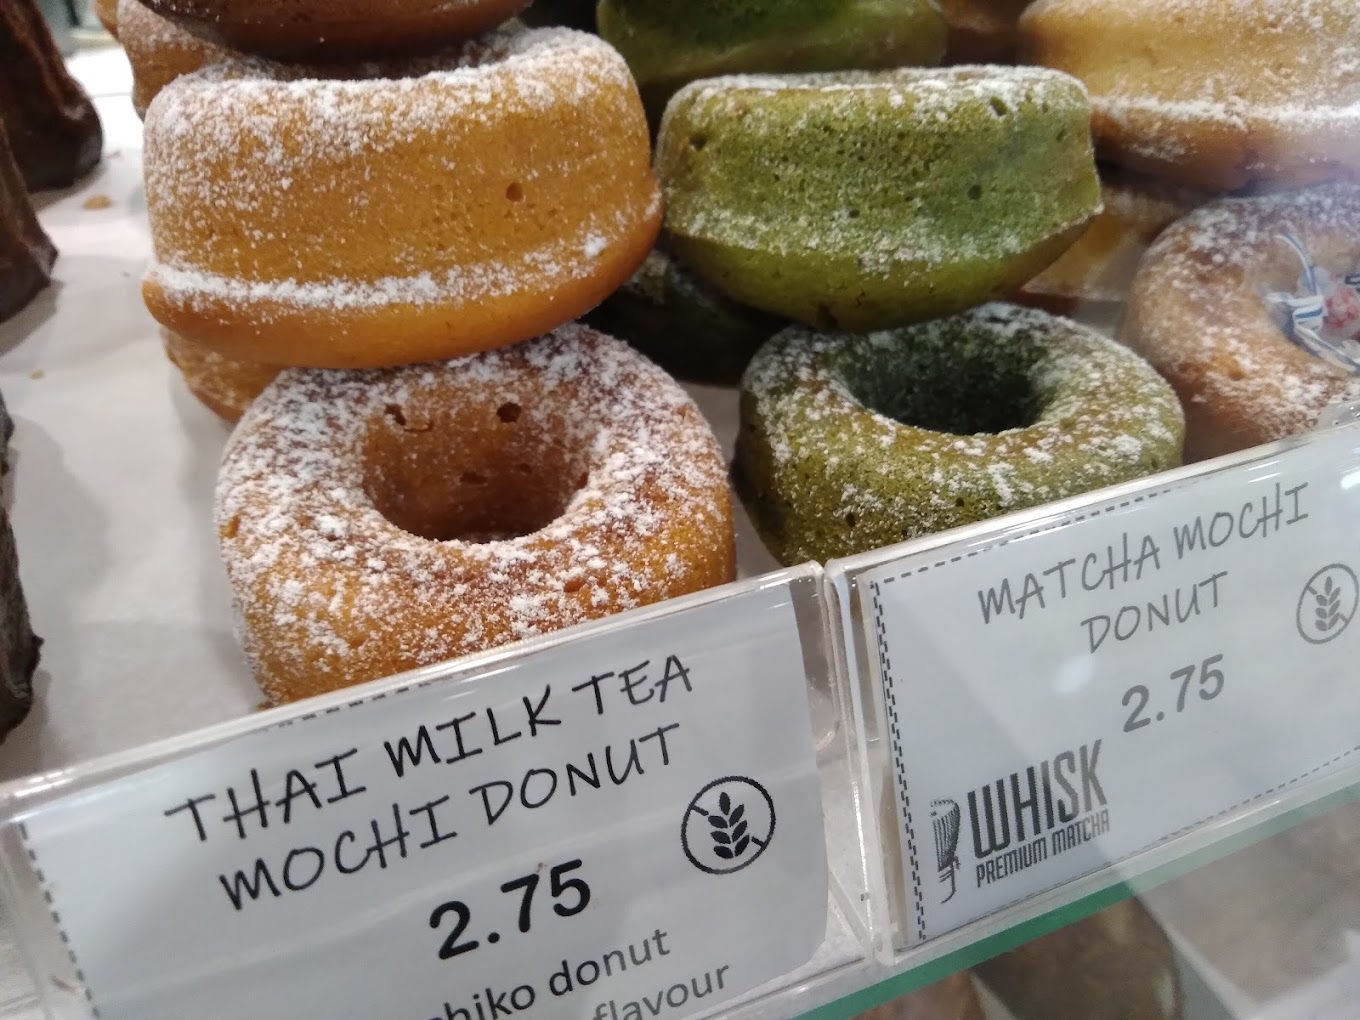 THAI MILK TEA
MOCHI DONUT
2.75
donut
flavour
MATCHA MOCHI
DONUT
2.75
WHISK
PREMIUM MATCHA